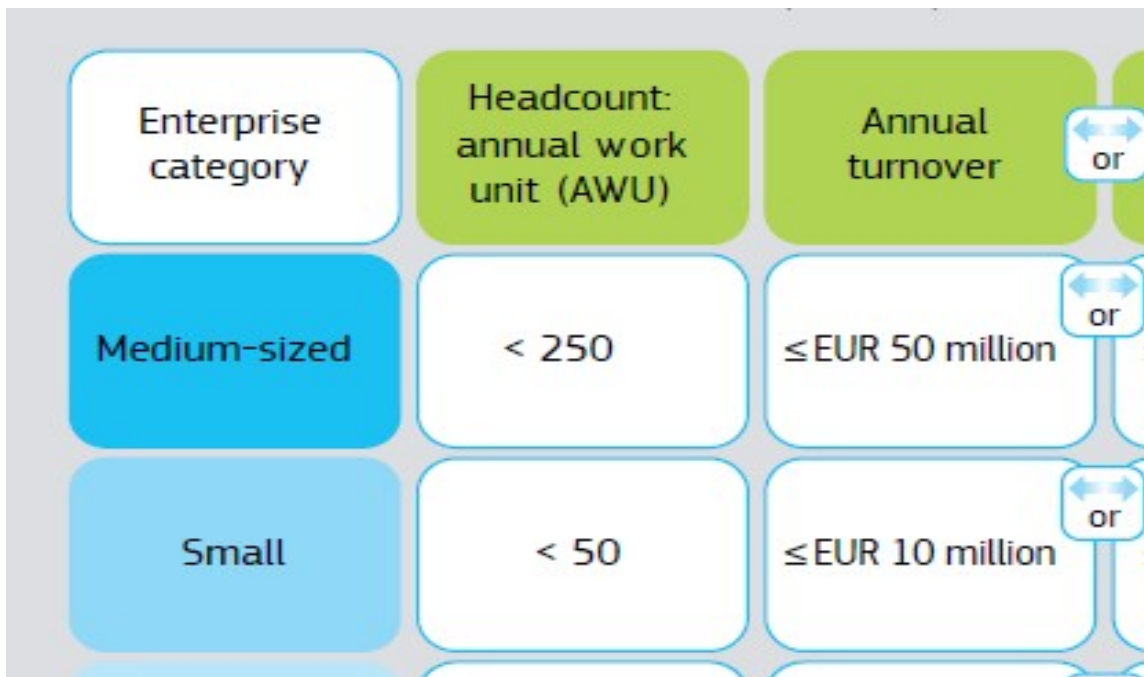 Enterprise
category
Headcount:
annual work
unit (AWU)
Annual
turnover
or
Medium-sized
< 250
≤ EUR 50 million
or
Small
< 50
≤ EUR 10 million
or